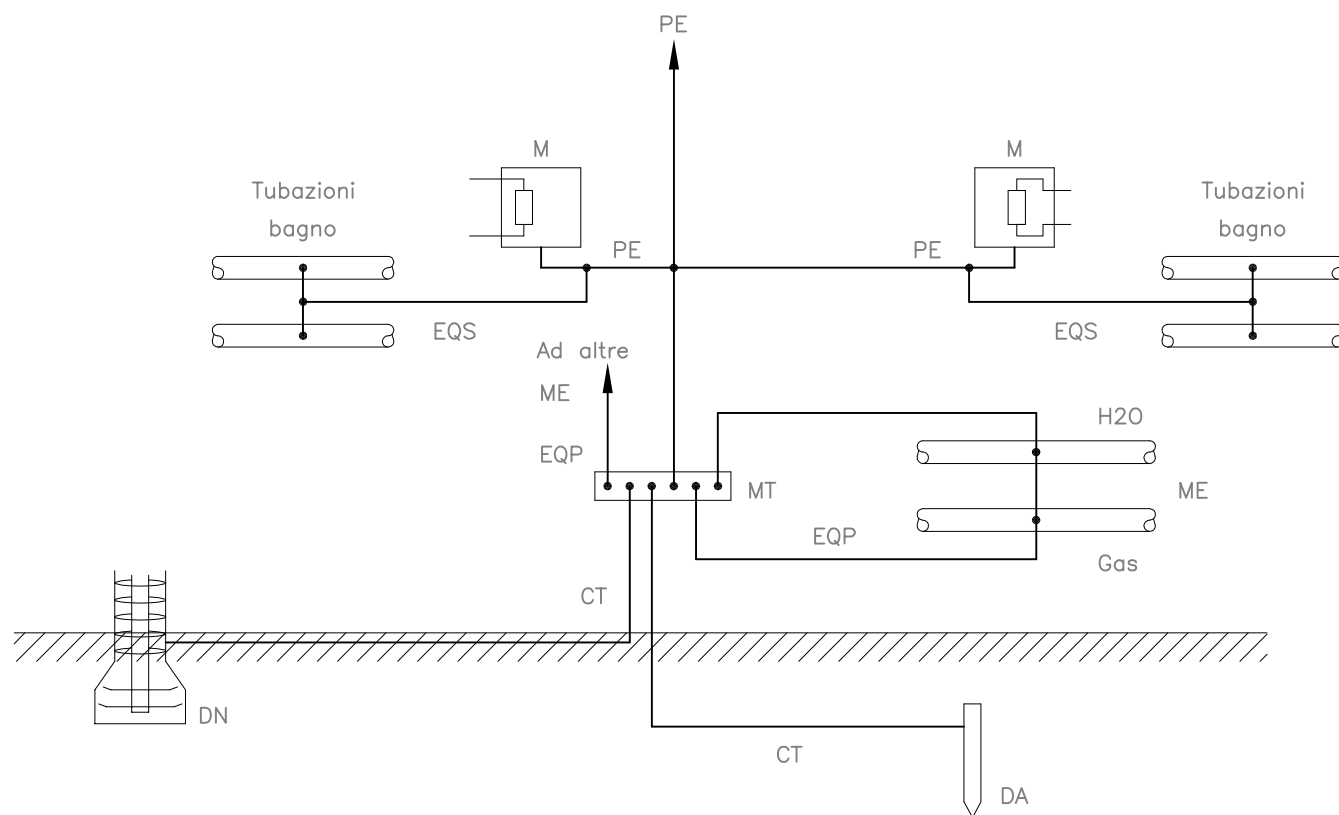 PE
M
M
Tubazioni
bagno
Tubazioni
bagno
PE
PE
EQS
EQS
Ad altre
ME
EQP
H2O
MT
ME
EQP
Gas
CT
DN
CT
DA